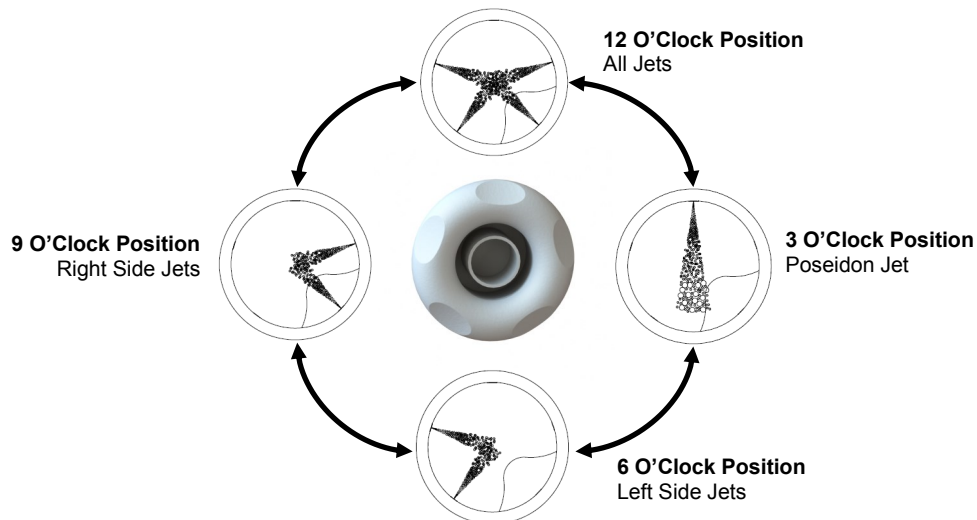 12 O'Clock Position
All Jets
9 O'Clock Position
Right Side Jets
3 O'Clock Position
Poseidon Jet
6 O'Clock Position
Left Side Jets